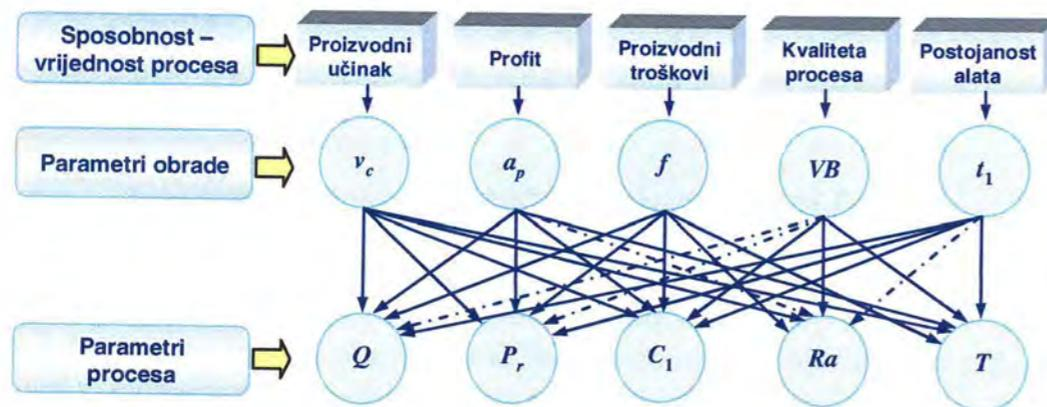 Sposobnost –
vrijednost procesa
Proizvodni
učinak
Profit
Proizvodni
troškovi
Kvaliteta
procesa
Postojanost
alata
Parametri obrade
v_c
a_p
f
VB
t_1
Parametri
procesa
Q
P_r
C_1
Ra
T